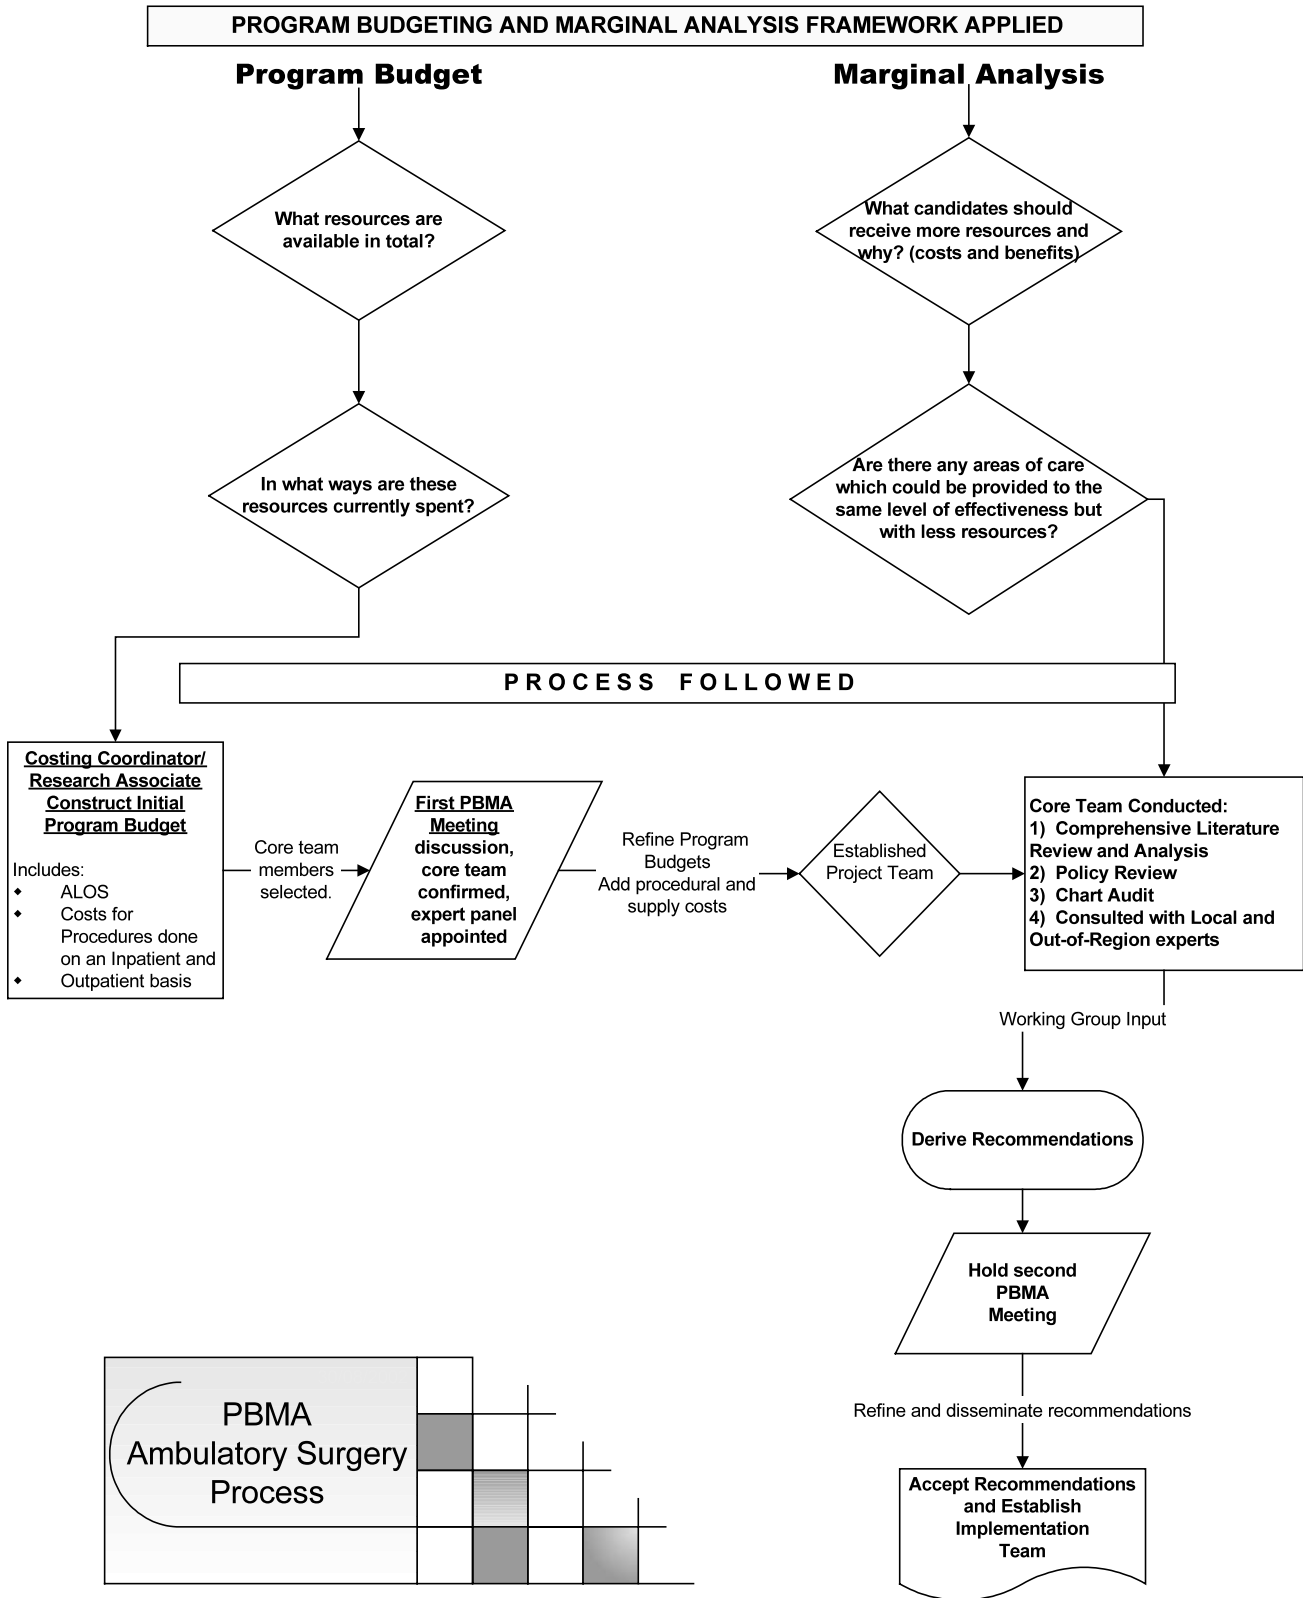 PROGRAM BUDGETING AND MARGINAL ANALYSIS FRAMEWORK APPLIED
Program Budget
Marginal Analysis
What resources are
available in total?
What candidates should
receive more resources and
why? (costs and benefits)
In what ways are these
resources currently spent?
Are there any areas of care
which could be provided to the
same level of effectiveness but
with less resources?
PROCESS FOLLOWED
Costing Coordinator/
Research Associate
Construct Initial
Program Budget
Includes:
◆ ALOS
◆ Costs for
Procedures done
on an Inpatient and
◆ Outpatient basis
Core team
members
selected.
First PBMA
Meeting
discussion,
core team
confirmed,
expert panel
appointed
Refine Program
Budgets
Add procedural and
supply costs
Established
Project Team
Core Team Conducted:
1) Comprehensive Literature
Review and Analysis
2) Policy Review
3) Chart Audit
4) Consulted with Local and
Out-of-Region experts
Working Group Input
Derive Recommendations
Hold second
PBMA
Meeting
Refine and disseminate recommendations
Accept Recommendations
and Establish
Implementation
Team
PBMA
Ambulatory Surgery
Process